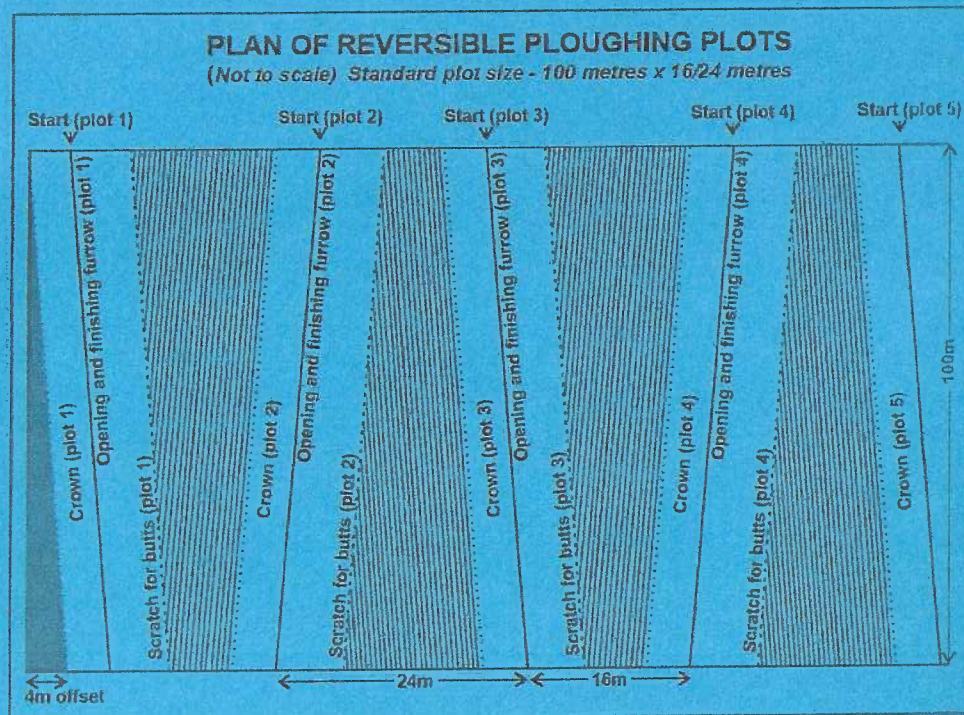 PLAN OF REVERSIBLE PLOUGHING PLOTS
(Not to scale) Standard plot size - 100 metres x 16/24 metres
Start (plot 1)
Start (plot 2)
Start (plot 3)
Start (plot 4)
Start (plot 5)
Crown (plot 1)
Opening and finishing furrow (plot 1)
Scratch for butts (plot 1)
Crown (plot 2)
Opening and finishing furrow (plot 2)
Scratch for butts (plot 2)
Crown (plot 3)
Opening and finishing furrow (plot 3)
Scratch for butts (plot 3)
Crown (plot 4)
Opening and finishing furrow (plot 4)
Scratch for butts (plot 4)
Crown (plot 5)
100m
4m offset
24m
16m